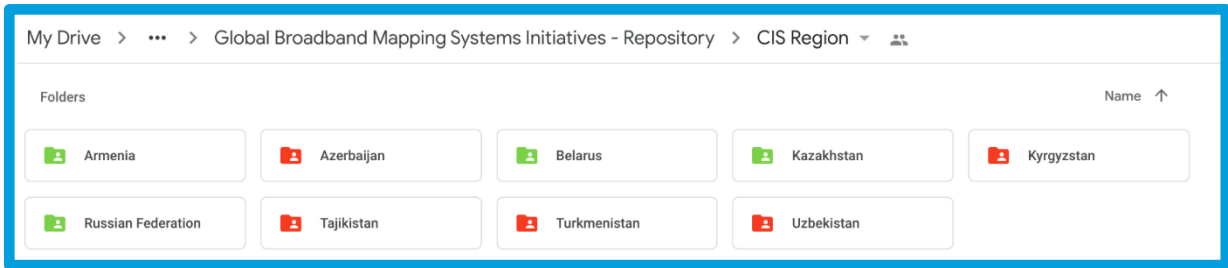 My Drive > ••• > Global Broadband Mapping Systems Initiatives - Repository > CIS Region
Folders Name ↑
Armenia Azerbaijan Belarus Kazakhstan Kyrgyzstan
Russian Federation Tajikistan Turkmenistan Uzbekistan